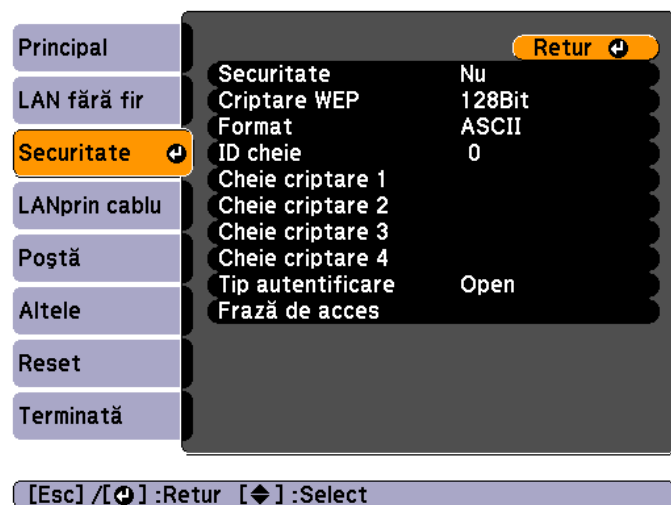 Principal
LAN fără fir
Securitate
LANprin cablu
Poştă
Altele
Reset
Terminată
Retur
Securitate Nu
Criptare WEP 128Bit
Format ASCII
ID cheie 0
Cheie criptare 1
Cheie criptare 2
Cheie criptare 3
Cheie criptare 4
Tip autentificare Open
Frază de acces
[Esc] /[ ] :Retur [ ] :Select